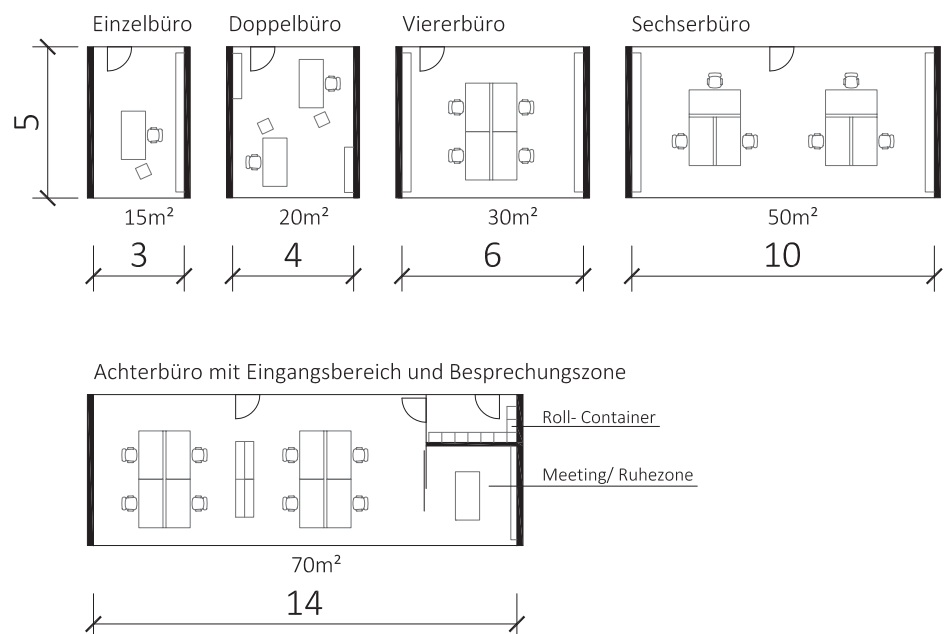 Einzelbüro
Doppelbüro
Viererbüro
Sechserbüro
5
15m²
20m²
30m²
50m²
3
4
6
10
Achterbüro mit Eingangsbereich und Besprechungszone
Roll- Container
Meeting/ Ruhezone
70m²
14